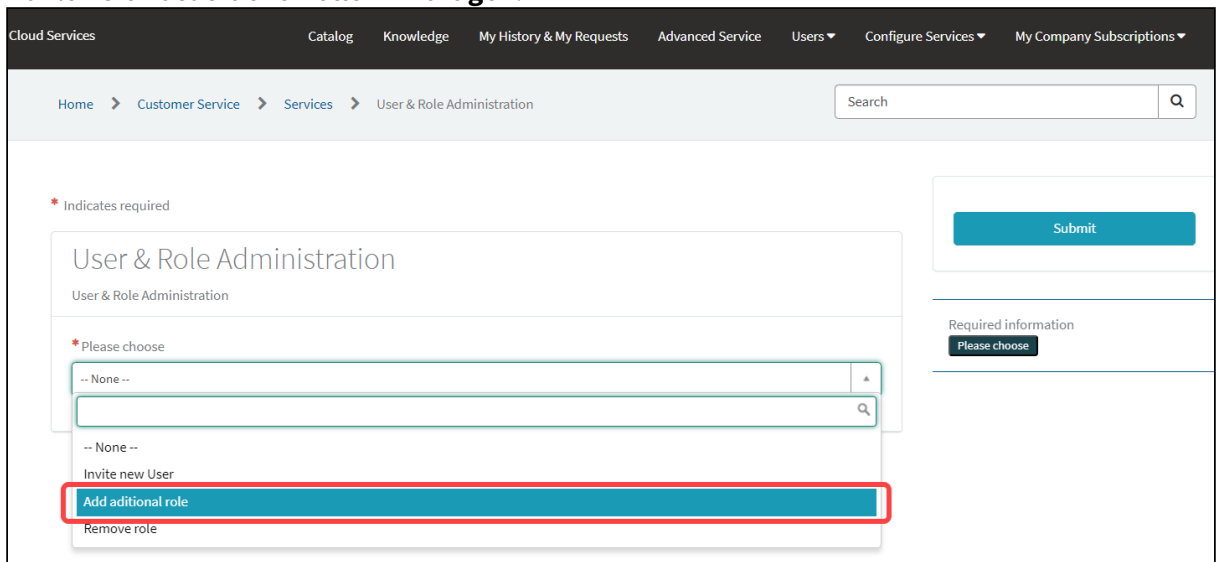 Cloud Services Catalog Knowledge My History & My Requests Advanced Service Users Configure Services My Company Subscriptions
Home Customer Service Services User & Role Administration
Search
* Indicates required
Submit
User & Role Administration
User & Role Administration
Required information
Please choose
* Please choose
-- None --
-- None --
Invite new User
Add aditional role
Remove role